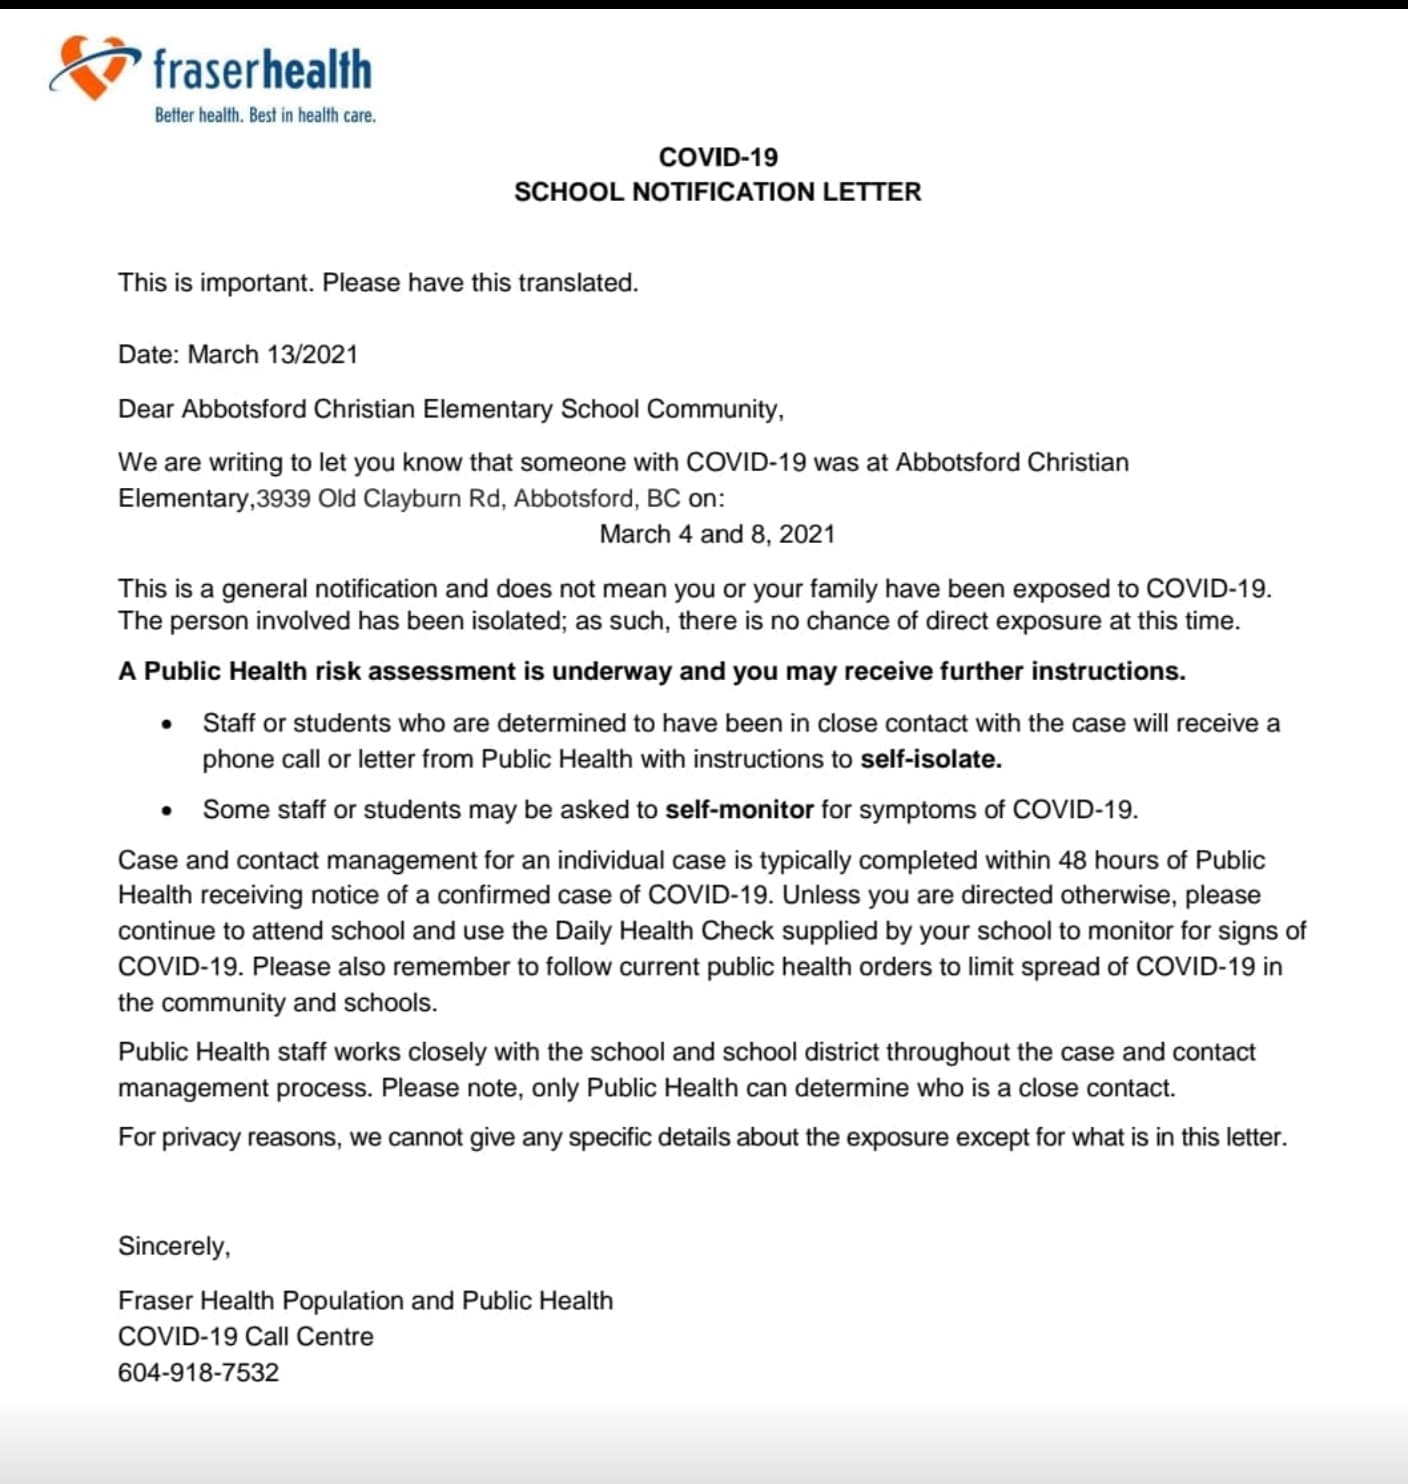 fraserhealth
Better health. Best in health care.
COVID-19
SCHOOL NOTIFICATION LETTER
This is important. Please have this translated.
Date: March 13/2021
Dear Abbotsford Christian Elementary School Community,
We are writing to let you know that someone with COVID-19 was at Abbotsford Christian
Elementary,3939 Old Clayburn Rd, Abbotsford, BC on:
March 4 and 8, 2021
This is a general notification and does not mean you or your family have been exposed to COVID-19.
The person involved has been isolated; as such, there is no chance of direct exposure at this time.
A Public Health risk assessment is underway and you may receive further instructions.
• Staff or students who are determined to have been in close contact with the case will receive a
phone call or letter from Public Health with instructions to self-isolate.
• Some staff or students may be asked to self-monitor for symptoms of COVID-19.
Case and contact management for an individual case is typically completed within 48 hours of Public
Health receiving notice of a confirmed case of COVID-19. Unless you are directed otherwise, please
continue to attend school and use the Daily Health Check supplied by your school to monitor for signs of
COVID-19. Please also remember to follow current public health orders to limit spread of COVID-19 in
the community and schools.
Public Health staff works closely with the school and school district throughout the case and contact
management process. Please note, only Public Health can determine who is a close contact.
For privacy reasons, we cannot give any specific details about the exposure except for what is in this letter.
Sincerely,
Fraser Health Population and Public Health
COVID-19 Call Centre
604-918-7532